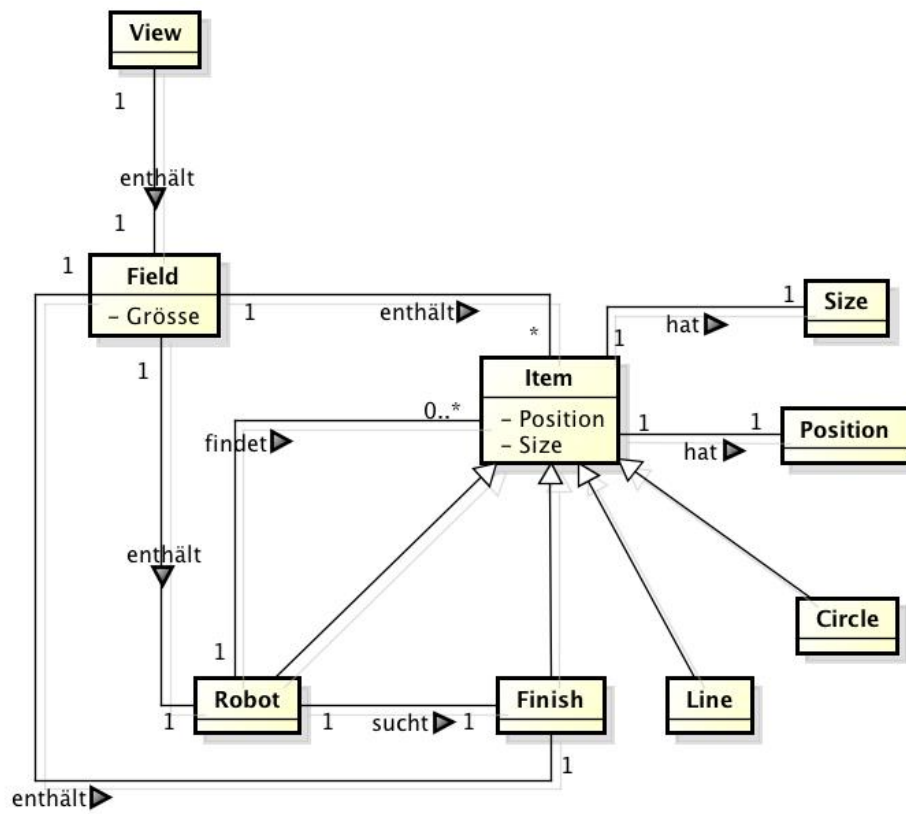 View
1
enthält
1
1
Field
- Grösse
1
enthält
*
1
hat
1
Size
1
Item
- Position
- Size
0..*
findet
1
hat
1
Position
enthält
Circle
1
Robot
Finish
Line
1
1
sucht
1
1
enthält